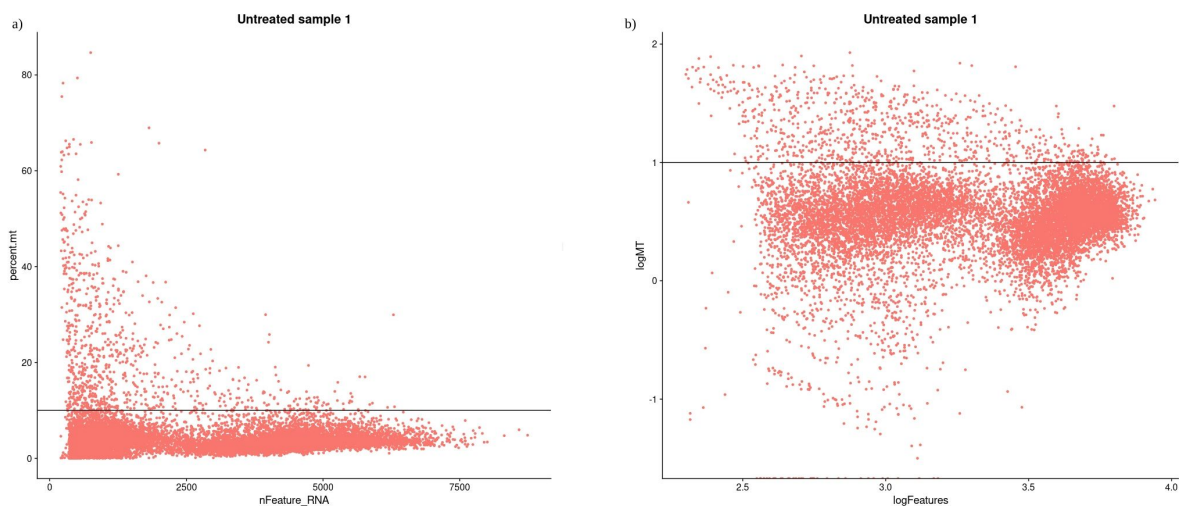 a)
Untreated sample 1
80
60
40
20
0
percent.mt
0 2500 5000 7500
nFeature_RNA
b)
Untreated sample 1
2
1
0
-1
logMT
2.5 3.0 3.5 4.0
logFeatures